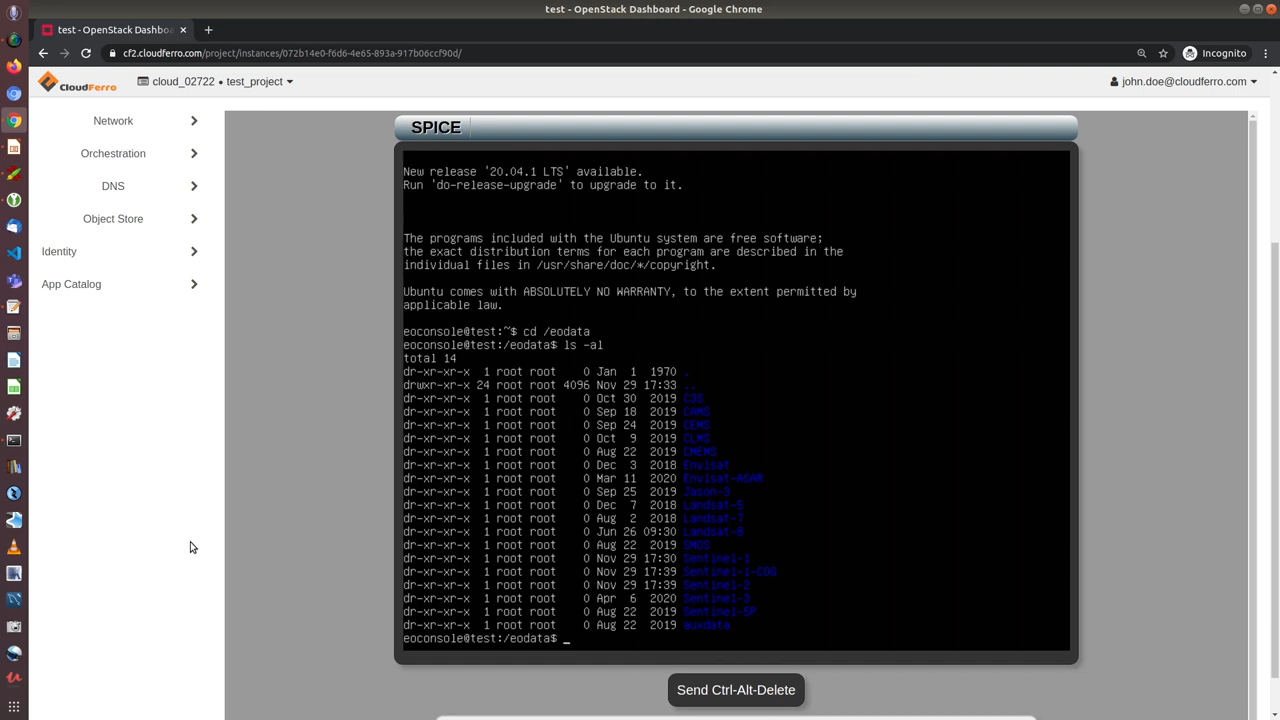 test - OpenStack Dashboard - Google Chrome
test - OpenStack Dashboa
cf2.cloudferro.com/project/instances/072b14e0-f6d6-4e65-893a-917b06ccf90d/
Incognito
CloudFerro
cloud_02722 • test_project
john.doe@cloudferro.com
Network
Orchestration
DNS
Object Store
Identity
App Catalog
SPICE
New release '20.04.1 LTS' available.
Run 'do-release-upgrade' to upgrade to it.
The programs included with the Ubuntu system are free software;
the exact distribution terms for each program are described in the
individual files in /usr/share/doc/*/copyright.
Ubuntu comes with ABSOLUTELY NO WARRANTY, to the extent permitted by
applicable law.
eoconsole@test:~$ cd /eodata
eoconsole@test:/eodata$ ls -al
total 14
dr-xr-xr-x 1 root root 0 Jan 1 1970 .
drwxr-xr-x 24 root root 4096 Nov 29 17:33 ..
dr-xr-xr-x 1 root root 0 Oct 30 2019 C3S
dr-xr-xr-x 1 root root 0 Sep 18 2019 CAMS
dr-xr-xr-x 1 root root 0 Sep 24 2019 CEMS
dr-xr-xr-x 1 root root 0 Oct 9 2019 CLMS
dr-xr-xr-x 1 root root 0 Aug 22 2019 CMEMS
dr-xr-xr-x 1 root root 0 Dec 3 2018 Envisat
dr-xr-xr-x 1 root root 0 Mar 11 2020 Envisat-ASAR
dr-xr-xr-x 1 root root 0 Sep 25 2019 Jason-3
dr-xr-xr-x 1 root root 0 Dec 7 2018 Landsat-5
dr-xr-xr-x 1 root root 0 Aug 2 2018 Landsat-7
dr-xr-xr-x 1 root root 0 Jun 26 09:30 Landsat-8
dr-xr-xr-x 1 root root 0 Aug 22 2019 SMOS
dr-xr-xr-x 1 root root 0 Nov 29 17:30 Sentinel-1
dr-xr-xr-x 1 root root 0 Nov 29 17:39 Sentinel-1-COG
dr-xr-xr-x 1 root root 0 Nov 29 17:39 Sentinel-2
dr-xr-xr-x 1 root root 0 Apr 6 2020 Sentinel-3
dr-xr-xr-x 1 root root 0 Aug 22 2019 Sentinel-5P
dr-xr-xr-x 1 root root 0 Aug 22 2019 auxdata
eoconsole@test:/eodata$ _
Send Ctrl-Alt-Delete